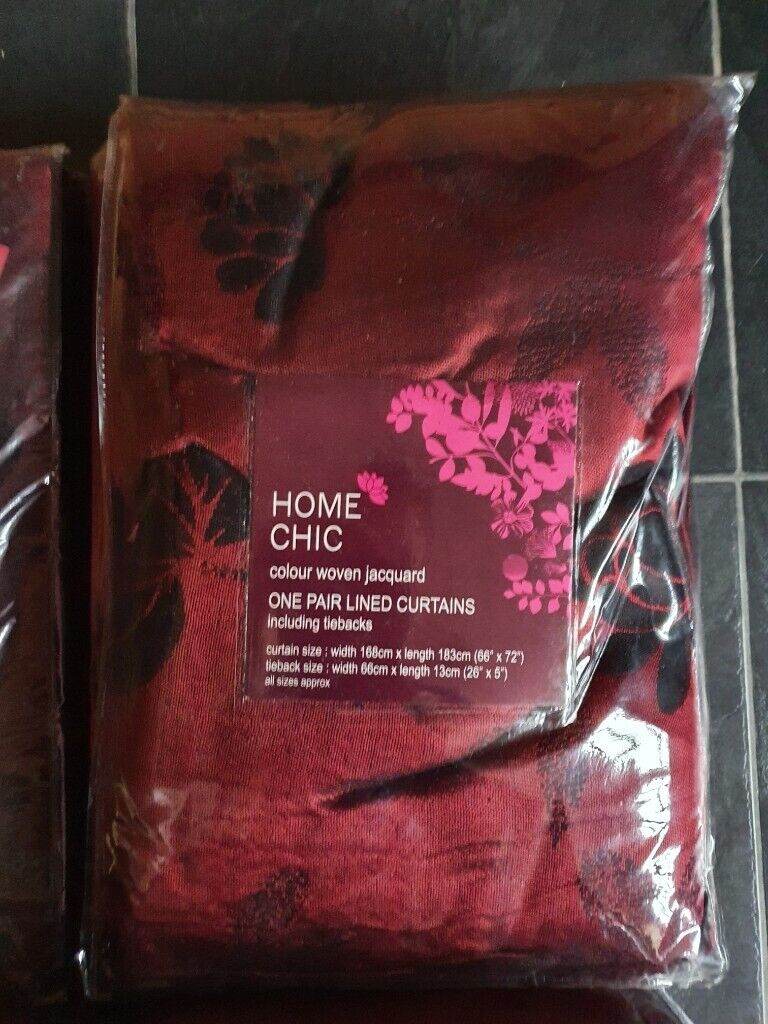 HOME
CHIC
colour woven jacquard
ONE PAIR LINED CURTAINS
including tiebacks
curtain size : width 168cm x length 183cm (66" x 72")
tieback size : width 66cm x length 13cm (26" x 5")
all sizes approx